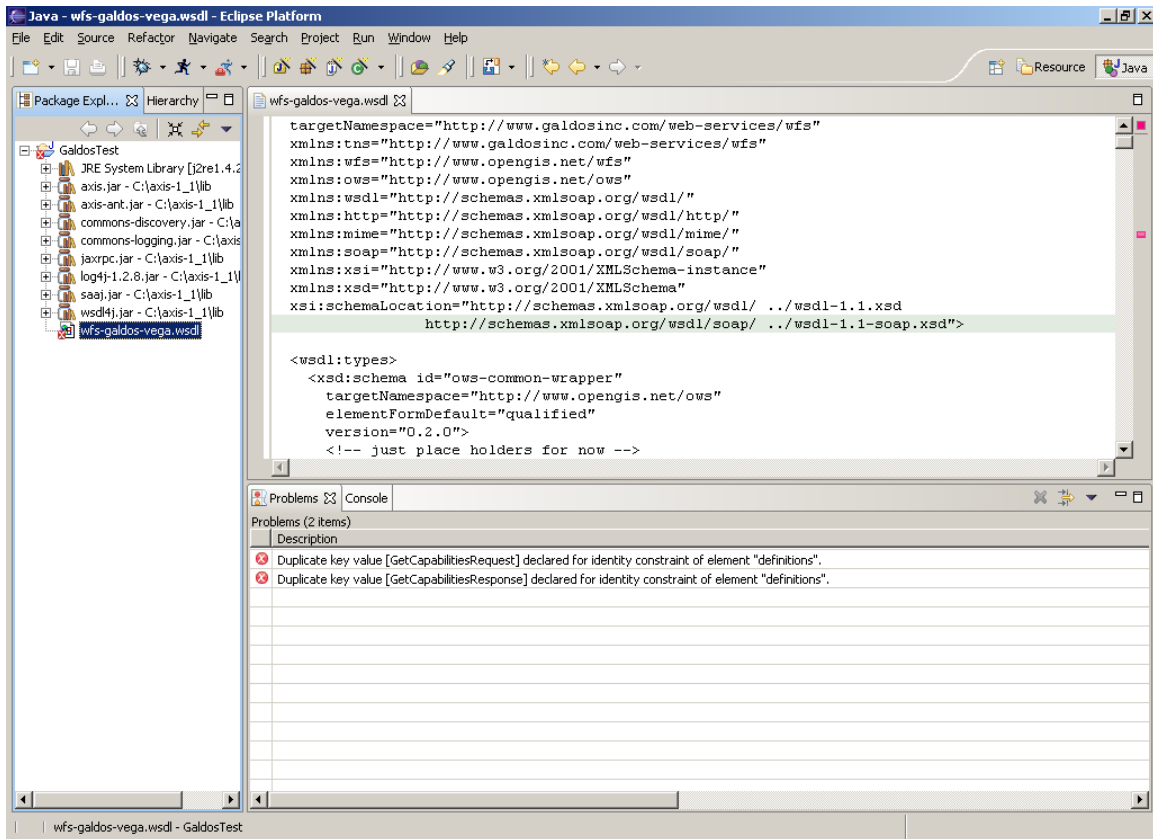 Java - wfs-galdos-vega.wsdl - Eclipse Platform
File Edit Source Refactor Navigate Search Project Run Window Help
Resource Java
Package Expl... Hierarchy
wfs-galdos-vega.wsdl
GaldosTest
JRE System Library [j2re1.4.2
axis.jar - C:\axis-1_1\lib
axis-ant.jar - C:\axis-1_1\lib
commons-discovery.jar - C:\a
commons-logging.jar - C:\axis
jaxrpc.jar - C:\axis-1_1\lib
log4j-1.2.8.jar - C:\axis-1_1\l
saaj.jar - C:\axis-1_1\lib
wsdl4j.jar - C:\axis-1_1\lib
wfs-galdos-vega.wsdl
targetNamespace="http://www.galdosinc.com/web-services/wfs"
xmlns:tns="http://www.galdosinc.com/web-services/wfs"
xmlns:wfs="http://www.opengis.net/wfs"
xmlns:ows="http://www.opengis.net/ows"
xmlns:wsdl="http://schemas.xmlsoap.org/wsdl/"
xmlns:http="http://schemas.xmlsoap.org/wsdl/http/"
xmlns:mime="http://schemas.xmlsoap.org/wsdl/mime/"
xmlns:soap="http://schemas.xmlsoap.org/wsdl/soap/"
xmlns:xsi="http://www.w3.org/2001/XMLSchema-instance"
xmlns:xsd="http://www.w3.org/2001/XMLSchema"
xsi:schemaLocation="http://schemas.xmlsoap.org/wsdl/ ../wsdl-1.1.xsd
http://schemas.xmlsoap.org/wsdl/soap/ ../wsdl-1.1-soap.xsd">
<wsdl:types>
<xsd:schema id="ows-common-wrapper"
targetNamespace="http://www.opengis.net/ows"
elementFormDefault="qualified"
version="0.2.0">
<!-- just place holders for now -->
Problems Console
Problems (2 items)
Description
Duplicate key value [GetCapabilitiesRequest] declared for identity constraint of element "definitions".
Duplicate key value [GetCapabilitiesResponse] declared for identity constraint of element "definitions".
wfs-galdos-vega.wsdl - GaldosTest